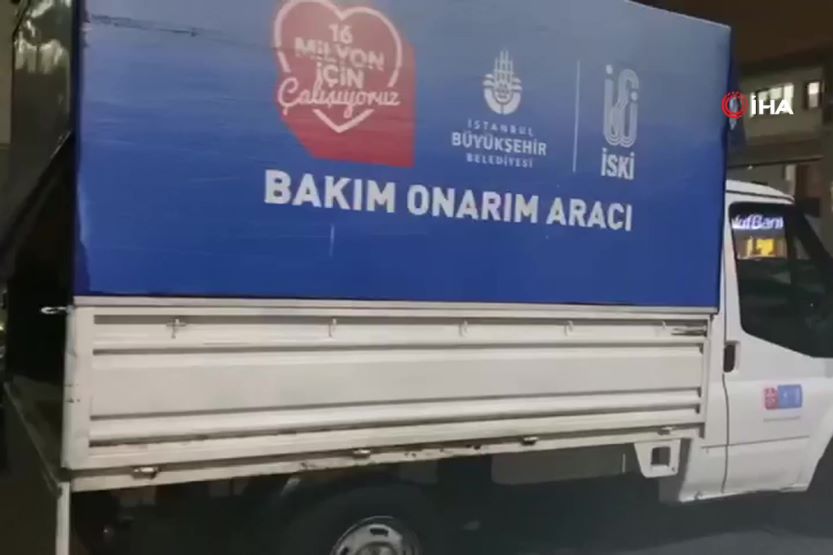 16
MİLYON
İÇİN
Çalışıyoruz
İSTANBUL
BÜYÜKŞEHİR
BELEDİYESİ
İSKİ
BAKIM ONARIM ARACI
İHA